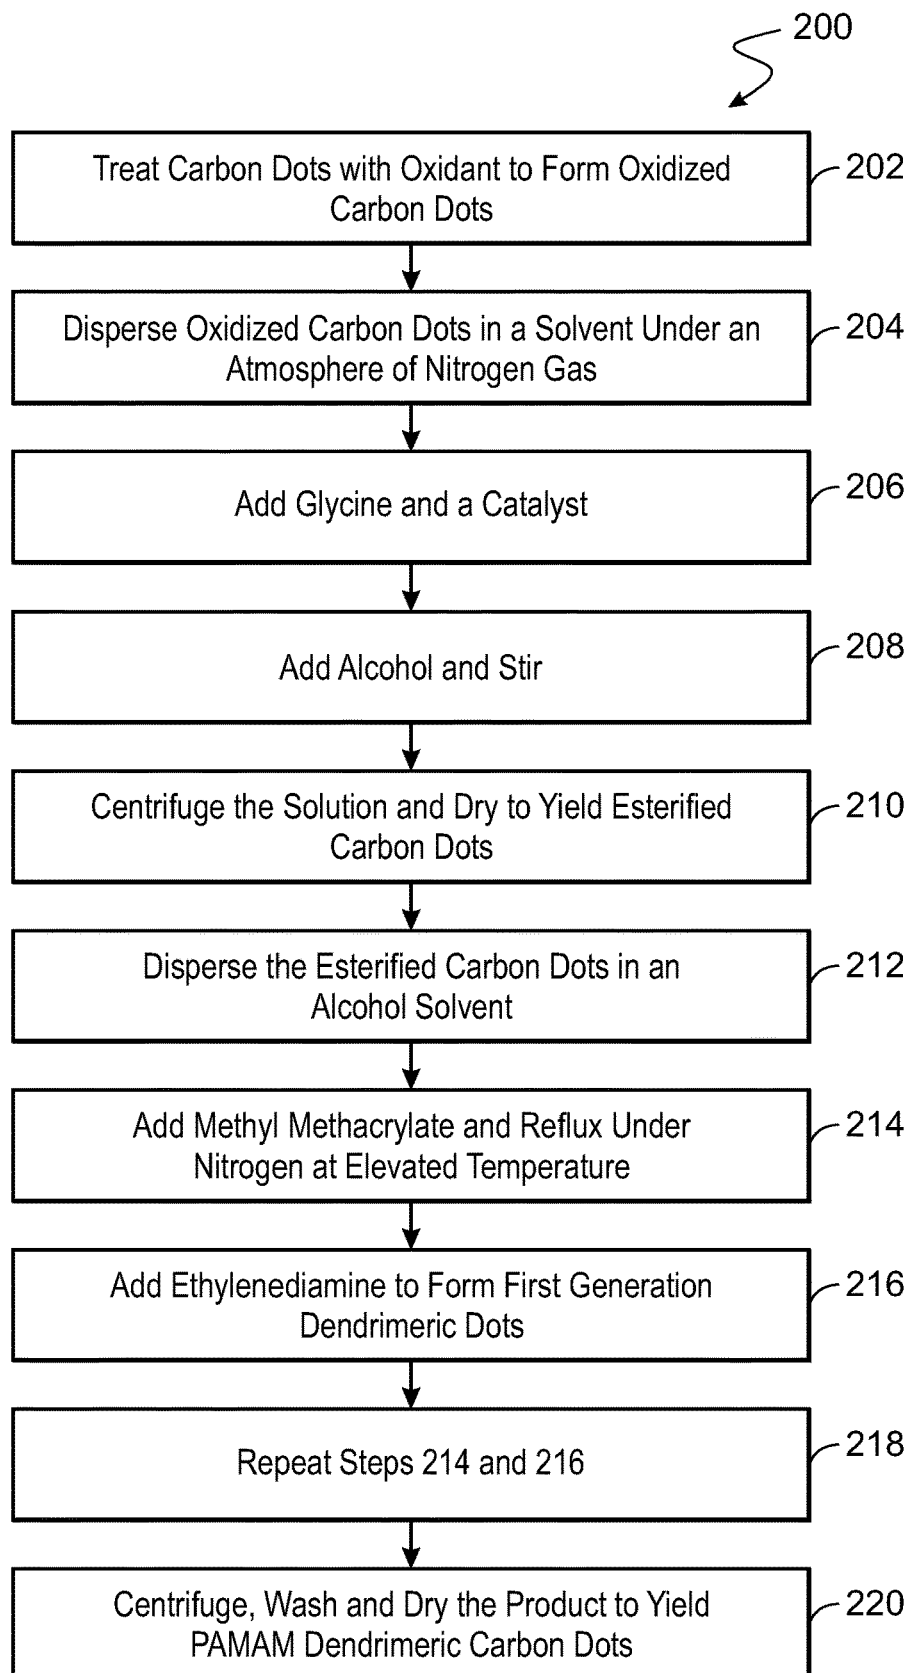 200
Treat Carbon Dots with Oxidant to Form Oxidized
Carbon Dots
202
Disperse Oxidized Carbon Dots in a Solvent Under an
Atmosphere of Nitrogen Gas
204
Add Glycine and a Catalyst
206
Add Alcohol and Stir
208
Centrifuge the Solution and Dry to Yield Esterified
Carbon Dots
210
Disperse the Esterified Carbon Dots in an
Alcohol Solvent
212
Add Methyl Methacrylate and Reflux Under
Nitrogen at Elevated Temperature
214
Add Ethylenediamine to Form First Generation
Dendrimeric Dots
216
Repeat Steps 214 and 216
218
Centrifuge, Wash and Dry the Product to Yield
PAMAM Dendrimeric Carbon Dots
220